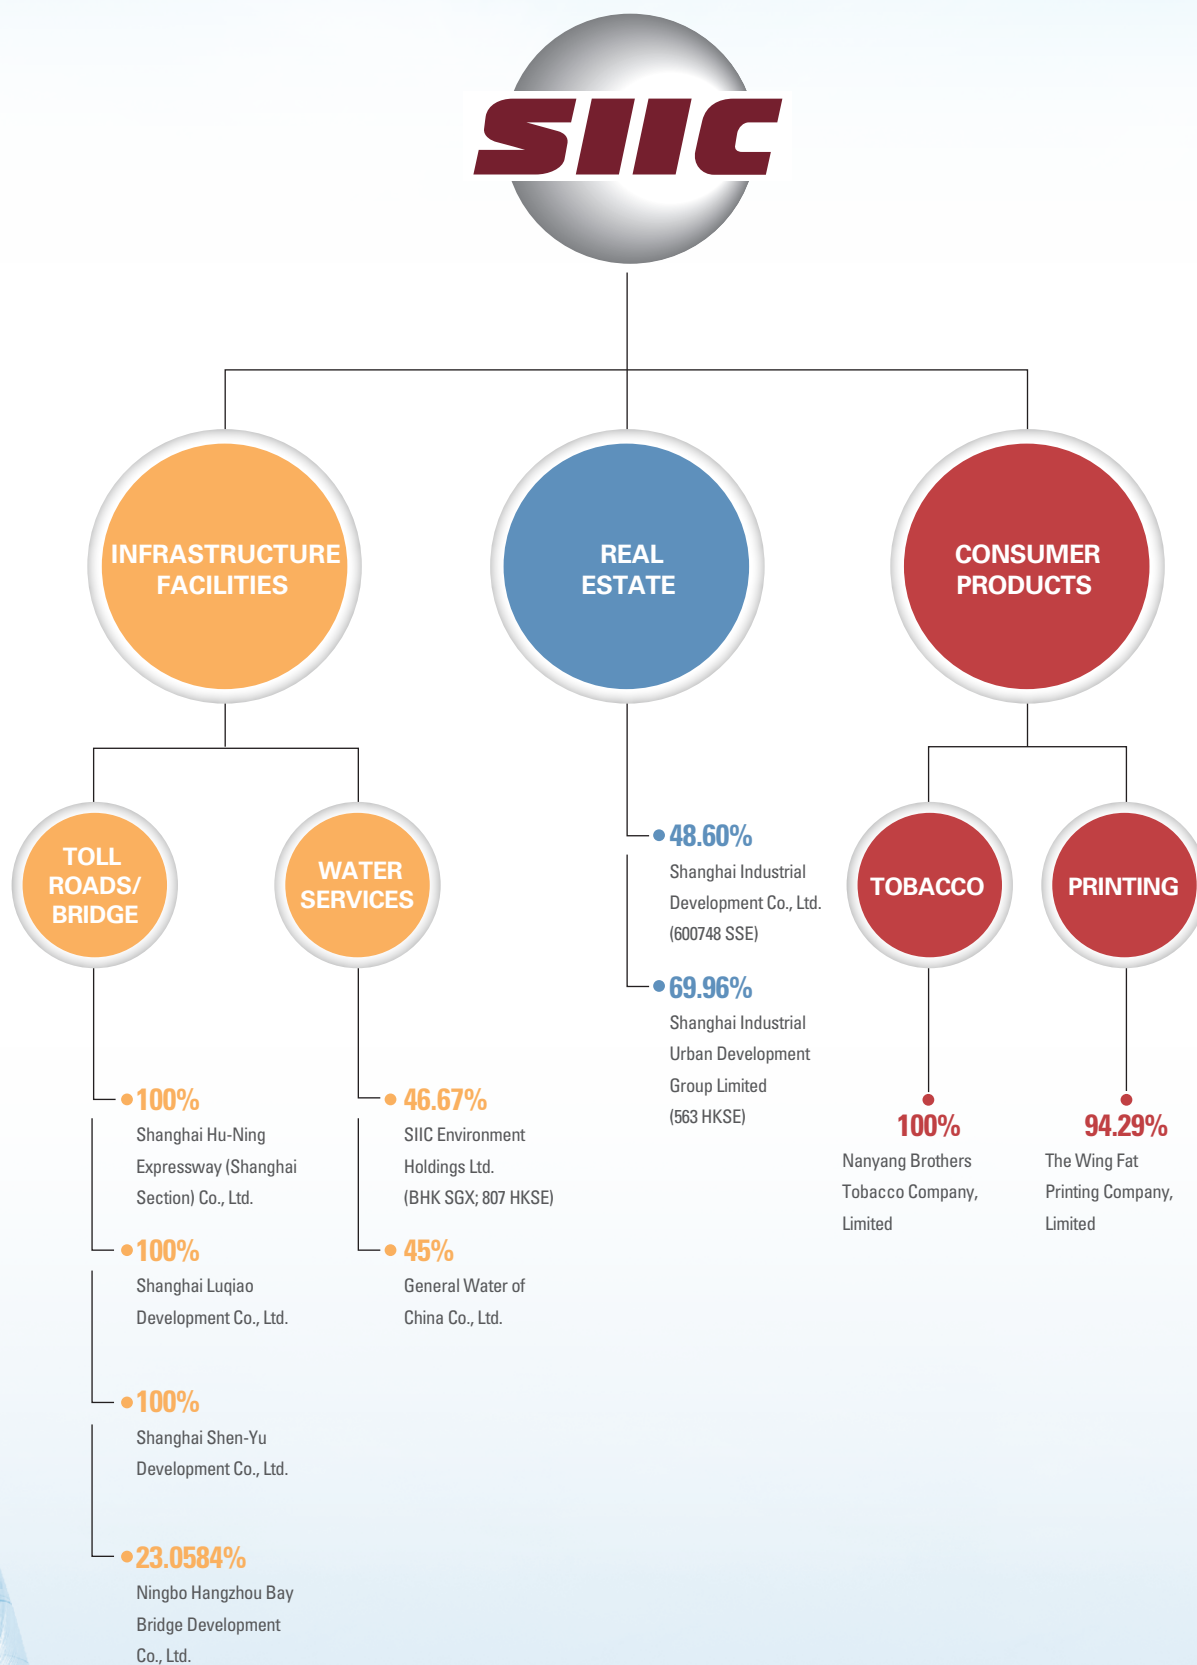 SIIC
INFRASTRUCTURE
FACILITIES
REAL
ESTATE
CONSUMER
PRODUCTS
TOLL
ROADS/
BRIDGE
WATER
SERVICES
TOBACCO
PRINTING
100%
Shanghai Hu-Ning
Expressway (Shanghai
Section) Co., Ltd.
100%
Shanghai Luqiao
Development Co., Ltd.
100%
Shanghai Shen-Yu
Development Co., Ltd.
23.0584%
Ningbo Hangzhou Bay
Bridge Development
Co., Ltd.
46.67%
SIIC Environment
Holdings Ltd.
(BHK SGX; 807 HKSE)
45%
General Water of
China Co., Ltd.
48.60%
Shanghai Industrial
Development Co., Ltd.
(600748 SSE)
69.96%
Shanghai Industrial
Urban Development
Group Limited
(563 HKSE)
100%
Nanyang Brothers
Tobacco Company,
Limited
94.29%
The Wing Fat
Printing Company,
Limited